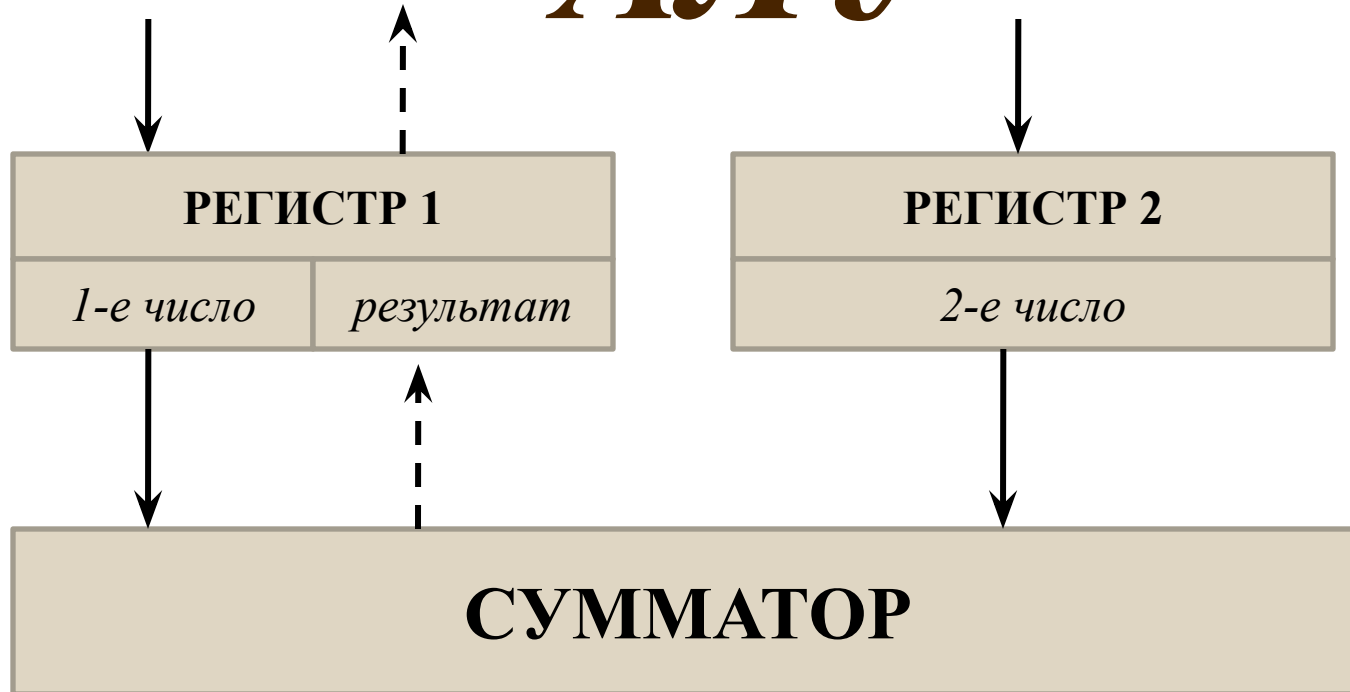 РЕГИСТР 1
РЕГИСТР 2
1-е число
результат
2-е число
СУММАТОР